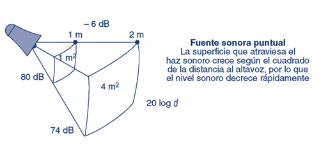 – 6 dB
1 m
2 m
1 m²
80 dB
4 m²
20 log d
74 dB
Fuente sonora puntual
La superficie que atraviesa el
haz sonoro crece según el cuadrado
de la distancia al altavoz, por lo que
el nivel sonoro decrece rápidamente